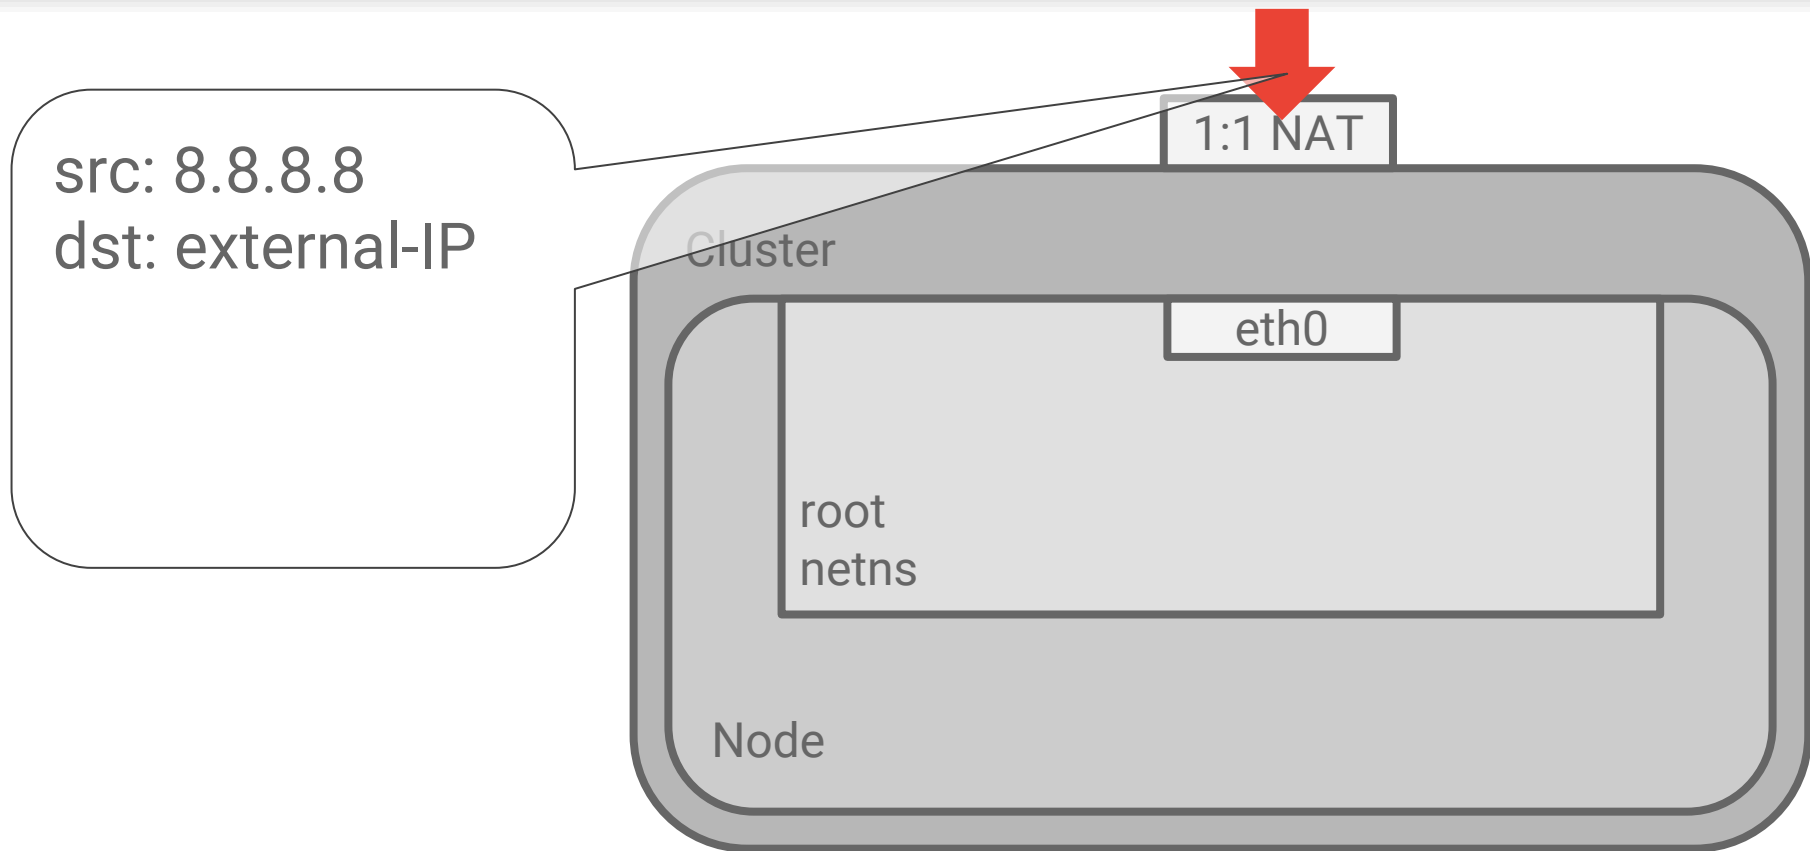 src: 8.8.8.8
dst: external-IP
1:1 NAT
Cluster
eth0
root
netns
Node